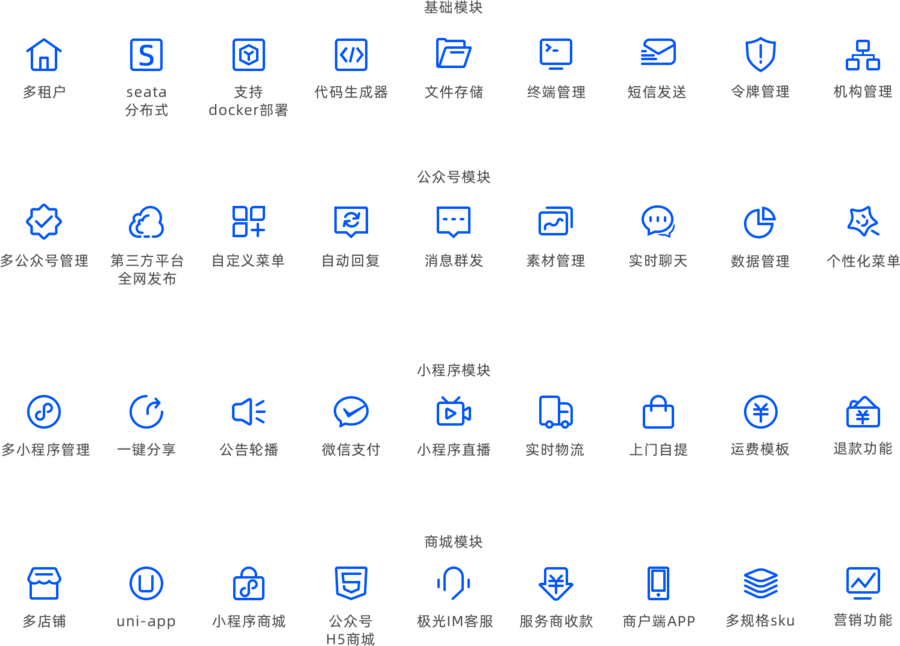 基础模块
多租户
seata
分布式
支持
docker部署
代码生成器
文件存储
终端管理
短信发送
令牌管理
机构管理
公众号模块
多公众号管理
第三方平台
全网发布
自定义菜单
自动回复
消息群发
素材管理
实时聊天
数据管理
个性化菜单
小程序模块
多小程序管理
一键分享
公告轮播
微信支付
小程序直播
实时物流
上门自提
运费模板
退款功能
商城模块
多店铺
uni-app
小程序商城
公众号
H5商城
极光IM客服
服务商收款
商户端APP
多规格sku
营销功能